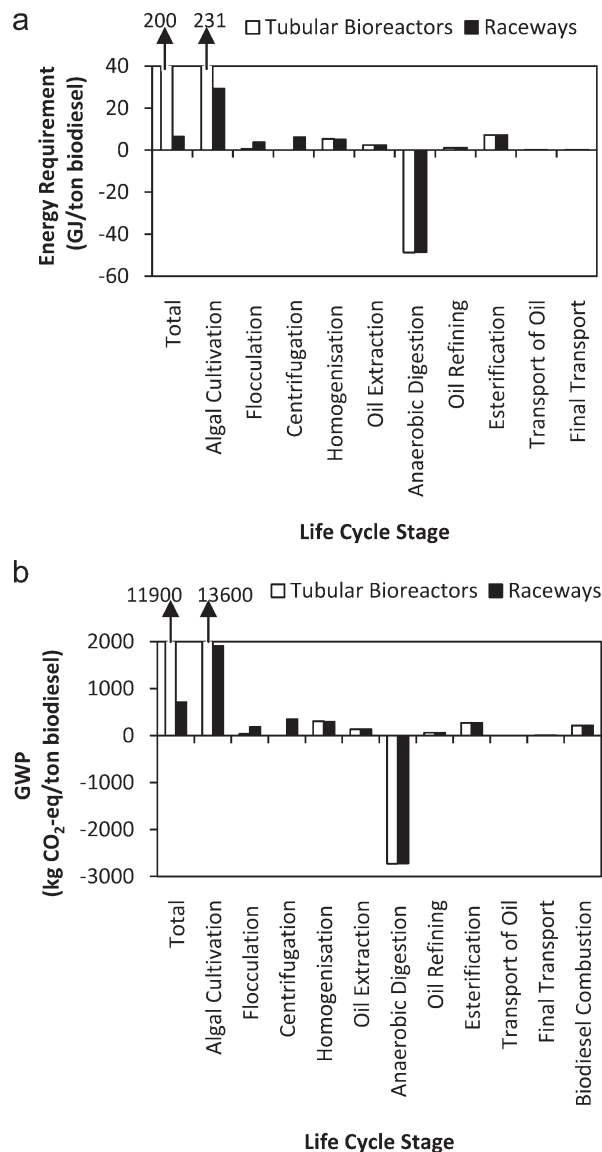 a
200 231
Tubular Bioreactors Raceways
40
20
0
-20
-40
-60
Energy Requirement
(GJ/ton biodiesel)
Total
Algal Cultivation
Flocculation
Centrifugation
Homogenisation
Oil Extraction
Anaerobic Digestion
Oil Refining
Esterification
Transport of Oil
Final Transport
Life Cycle Stage
b
11900 13600
Tubular Bioreactors Raceways
2000
1000
0
-1000
-2000
-3000
GWP
(kg CO₂-eq/ton biodiesel)
Total
Algal Cultivation
Flocculation
Centrifugation
Homogenisation
Oil Extraction
Anaerobic Digestion
Oil Refining
Esterification
Transport of Oil
Final Transport
Biodiesel Combustion
Life Cycle Stage